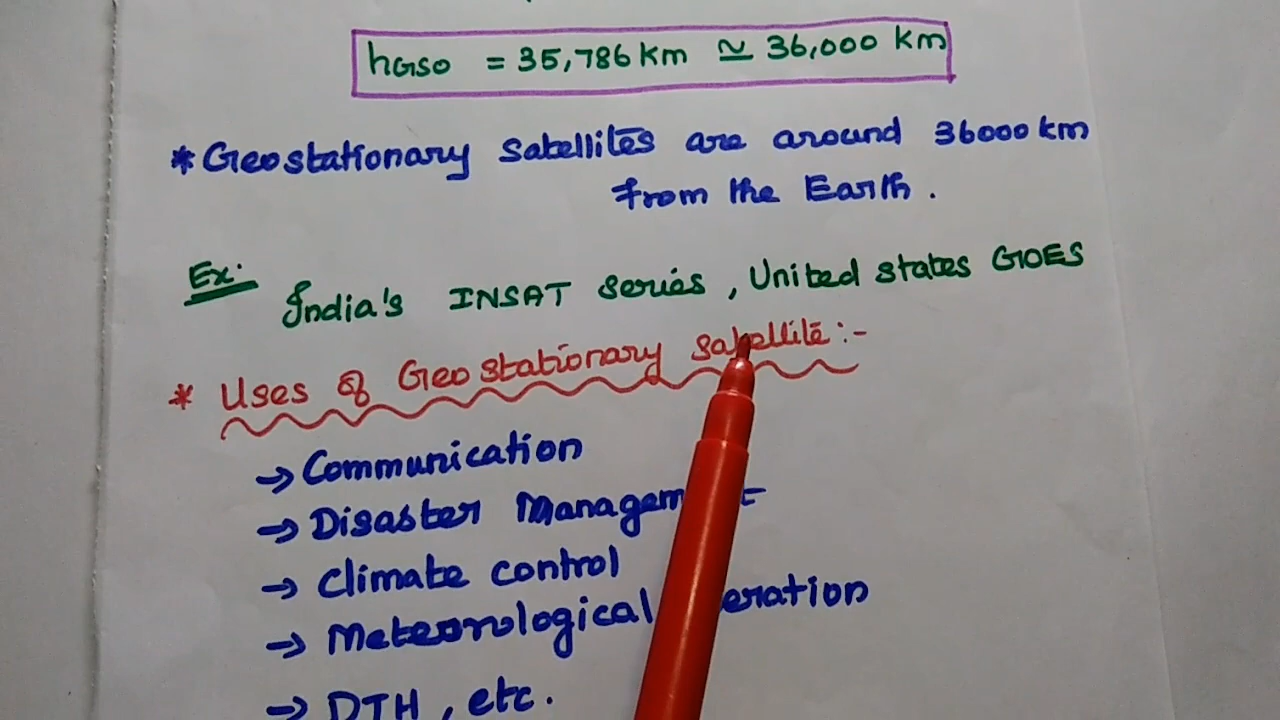 hGSO = 35,786 Km ≃ 36,000 Km
* Geostationary satellites are around 36000 km
from the Earth.
Ex:
India's INSAT series, United states GOES
* Uses of Geostationary satellite:-
→ Communication
→ Disaster
→ Climate control
→ Meteorological
→ DTH, etc.